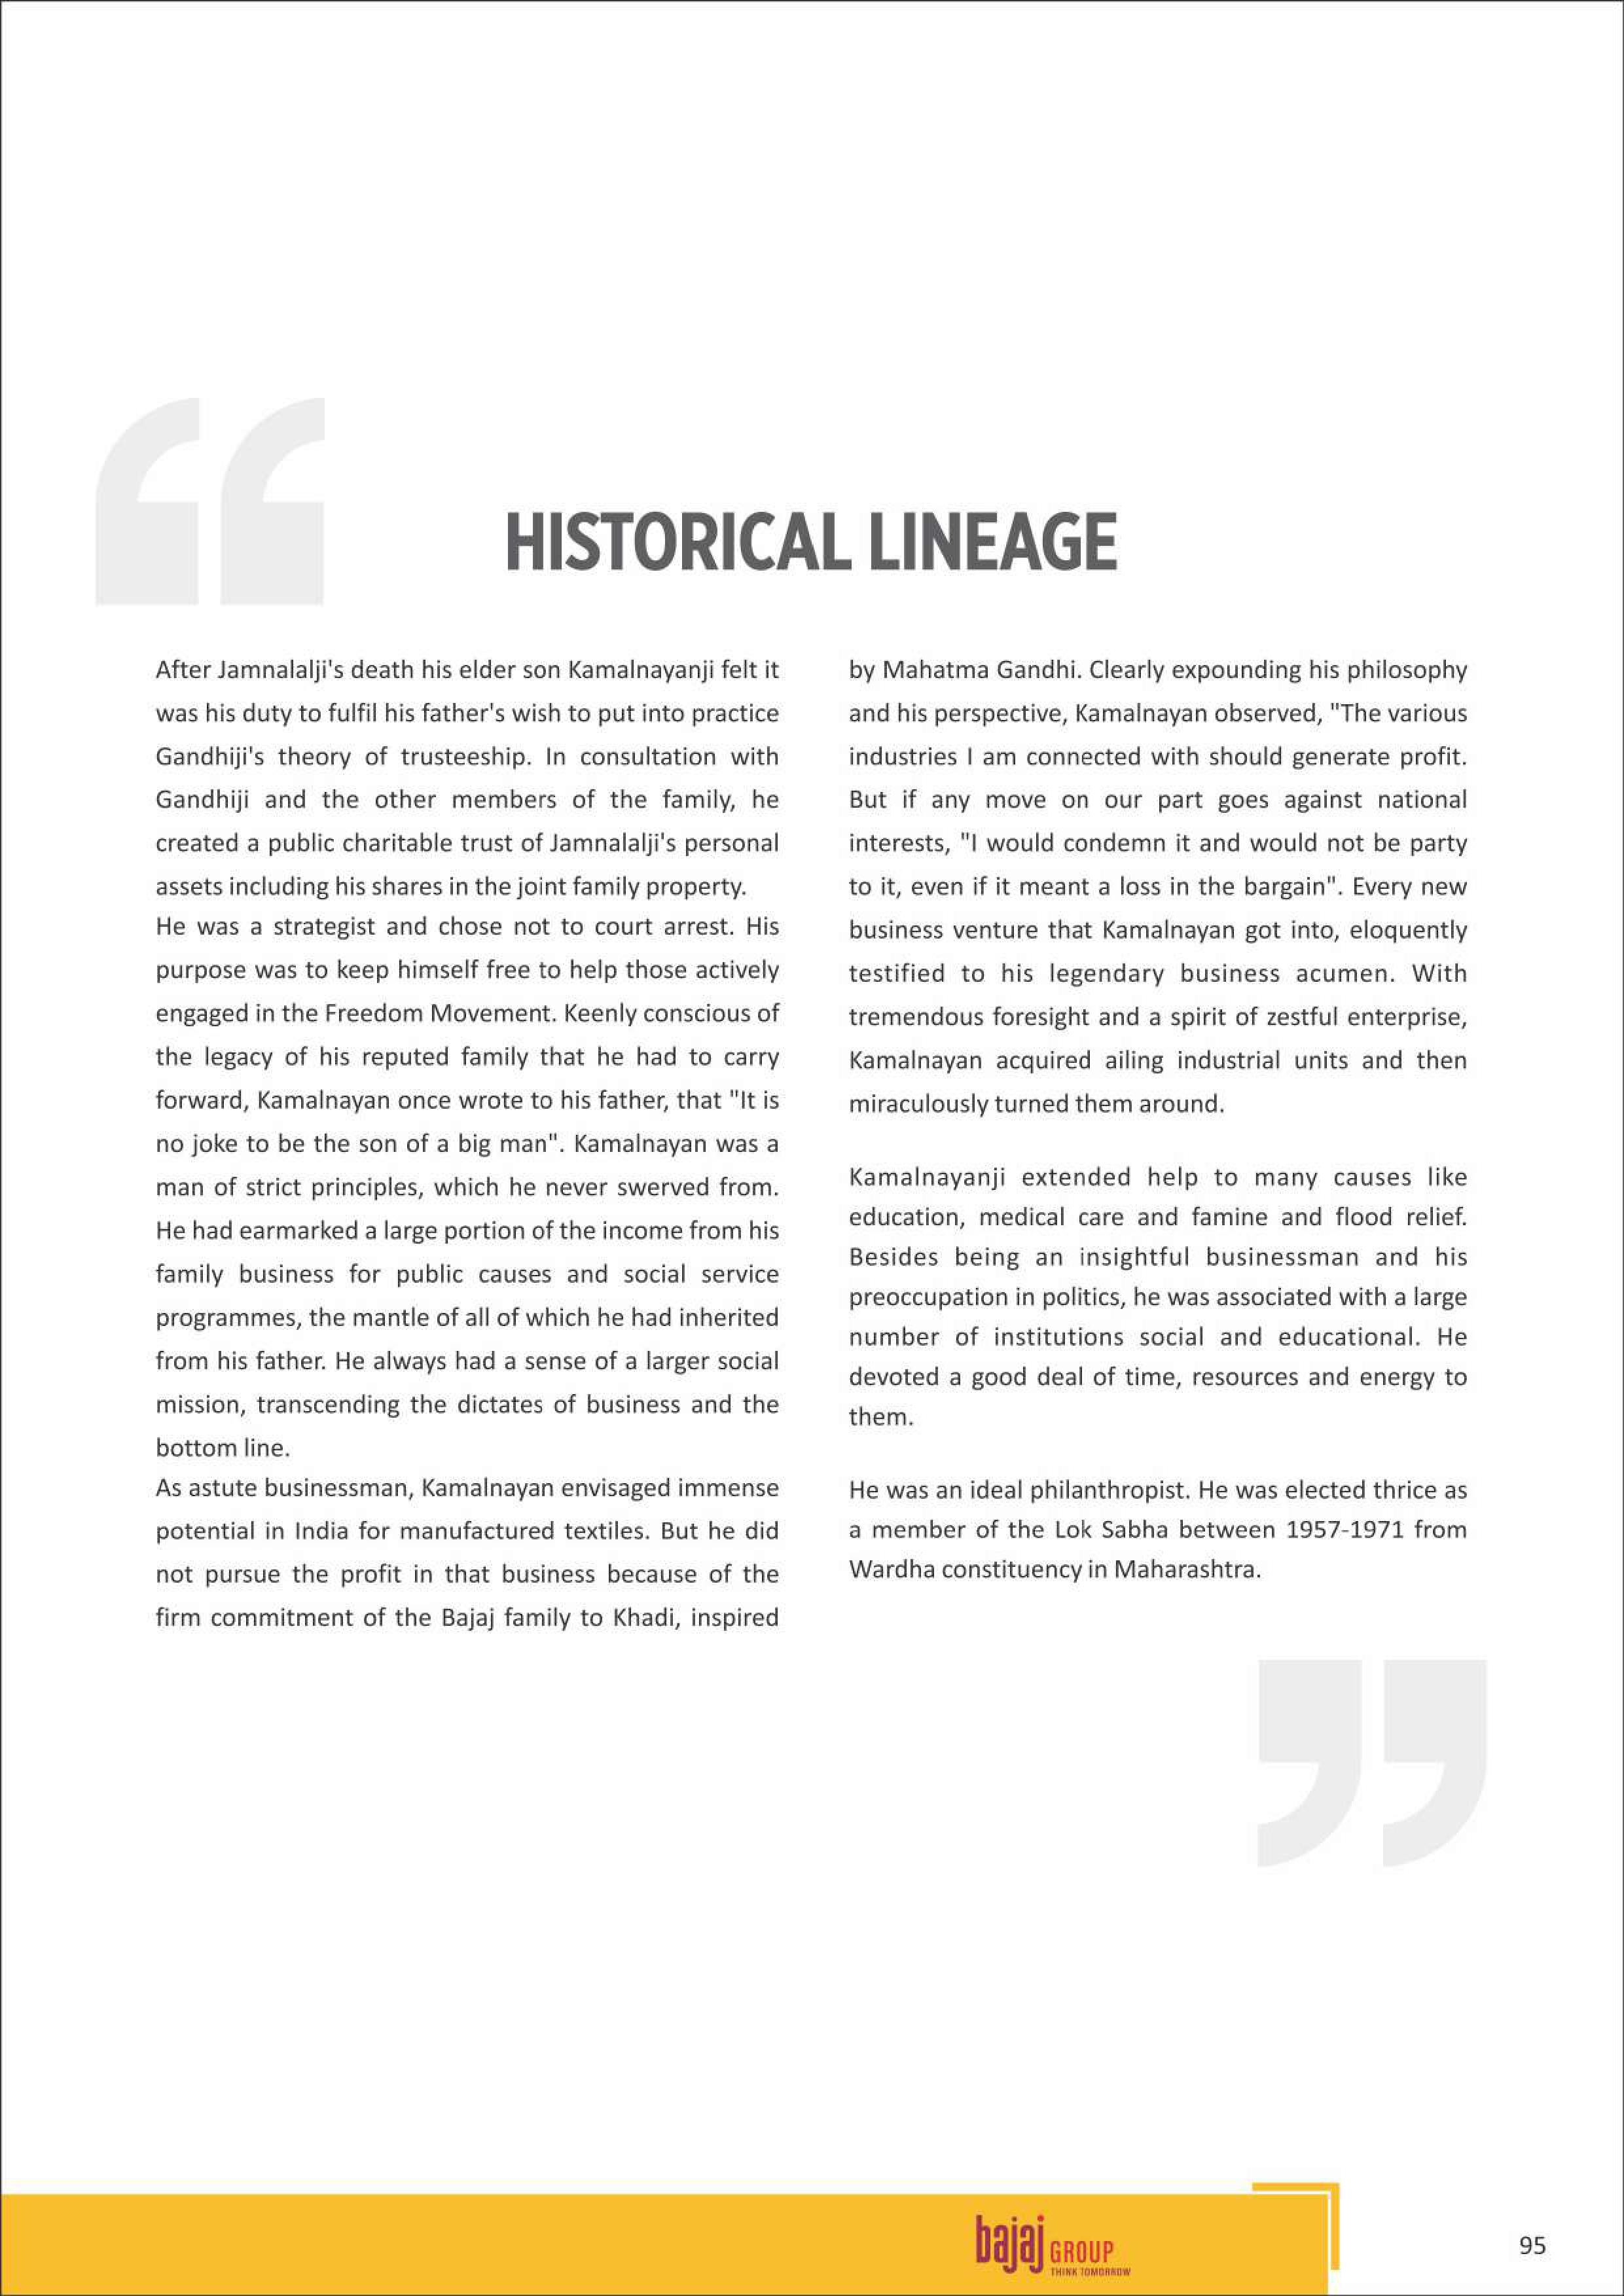 HISTORICAL LINEAGE
After Jamnalalji's death his elder son Kamalnayanji felt it
was his duty to fulfil his father's wish to put into practice
Gandhiji's theory of trusteeship. In consultation with
Gandhiji and the other members of the family, he
created a public charitable trust of Jamnalalji's personal
assets including his shares in the joint family property.
He was a strategist and chose not to court arrest. His
purpose was to keep himself free to help those actively
engaged in the Freedom Movement. Keenly conscious of
the legacy of his reputed family that he had to carry
forward, Kamalnayan once wrote to his father, that "It is
no joke to be the son of a big man". Kamalnayan was a
man of strict principles, which he never swerved from.
He had earmarked a large portion of the income from his
family business for public causes and social service
programmes, the mantle of all of which he had inherited
from his father. He always had a sense of a larger social
mission, transcending the dictates of business and the
bottom line.
As astute businessman, Kamalnayan envisaged immense
potential in India for manufactured textiles. But he did
not pursue the profit in that business because of the
firm commitment of the Bajaj family to Khadi, inspired
by Mahatma Gandhi. Clearly expounding his philosophy
and his perspective, Kamalnayan observed, "The various
industries I am connected with should generate profit.
But if any move on our part goes against national
interests, "I would condemn it and would not be party
to it, even if it meant a loss in the bargain". Every new
business venture that Kamalnayan got into, eloquently
testified to his legendary business acumen. With
tremendous foresight and a spirit of zestful enterprise,
Kamalnayan acquired ailing industrial units and then
miraculously turned them around.
Kamalnayanji extended help to many causes like
education, medical care and famine and flood relief.
Besides being an insightful businessman and his
preoccupation in politics, he was associated with a large
number of institutions social and educational. He
devoted a good deal of time, resources and energy to
them.
He was an ideal philanthropist. He was elected thrice as
a member of the Lok Sabha between 1957-1971 from
Wardha constituency in Maharashtra.
bajaj GROUP
THINK TOMORROW
95